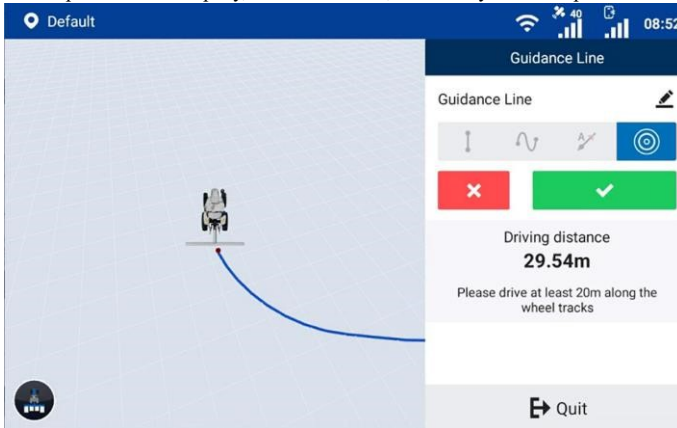 Default
40
08:52
Guidance Line
Guidance Line
A
Driving distance
29.54m
Please drive at least 20m along the
wheel tracks
Quit